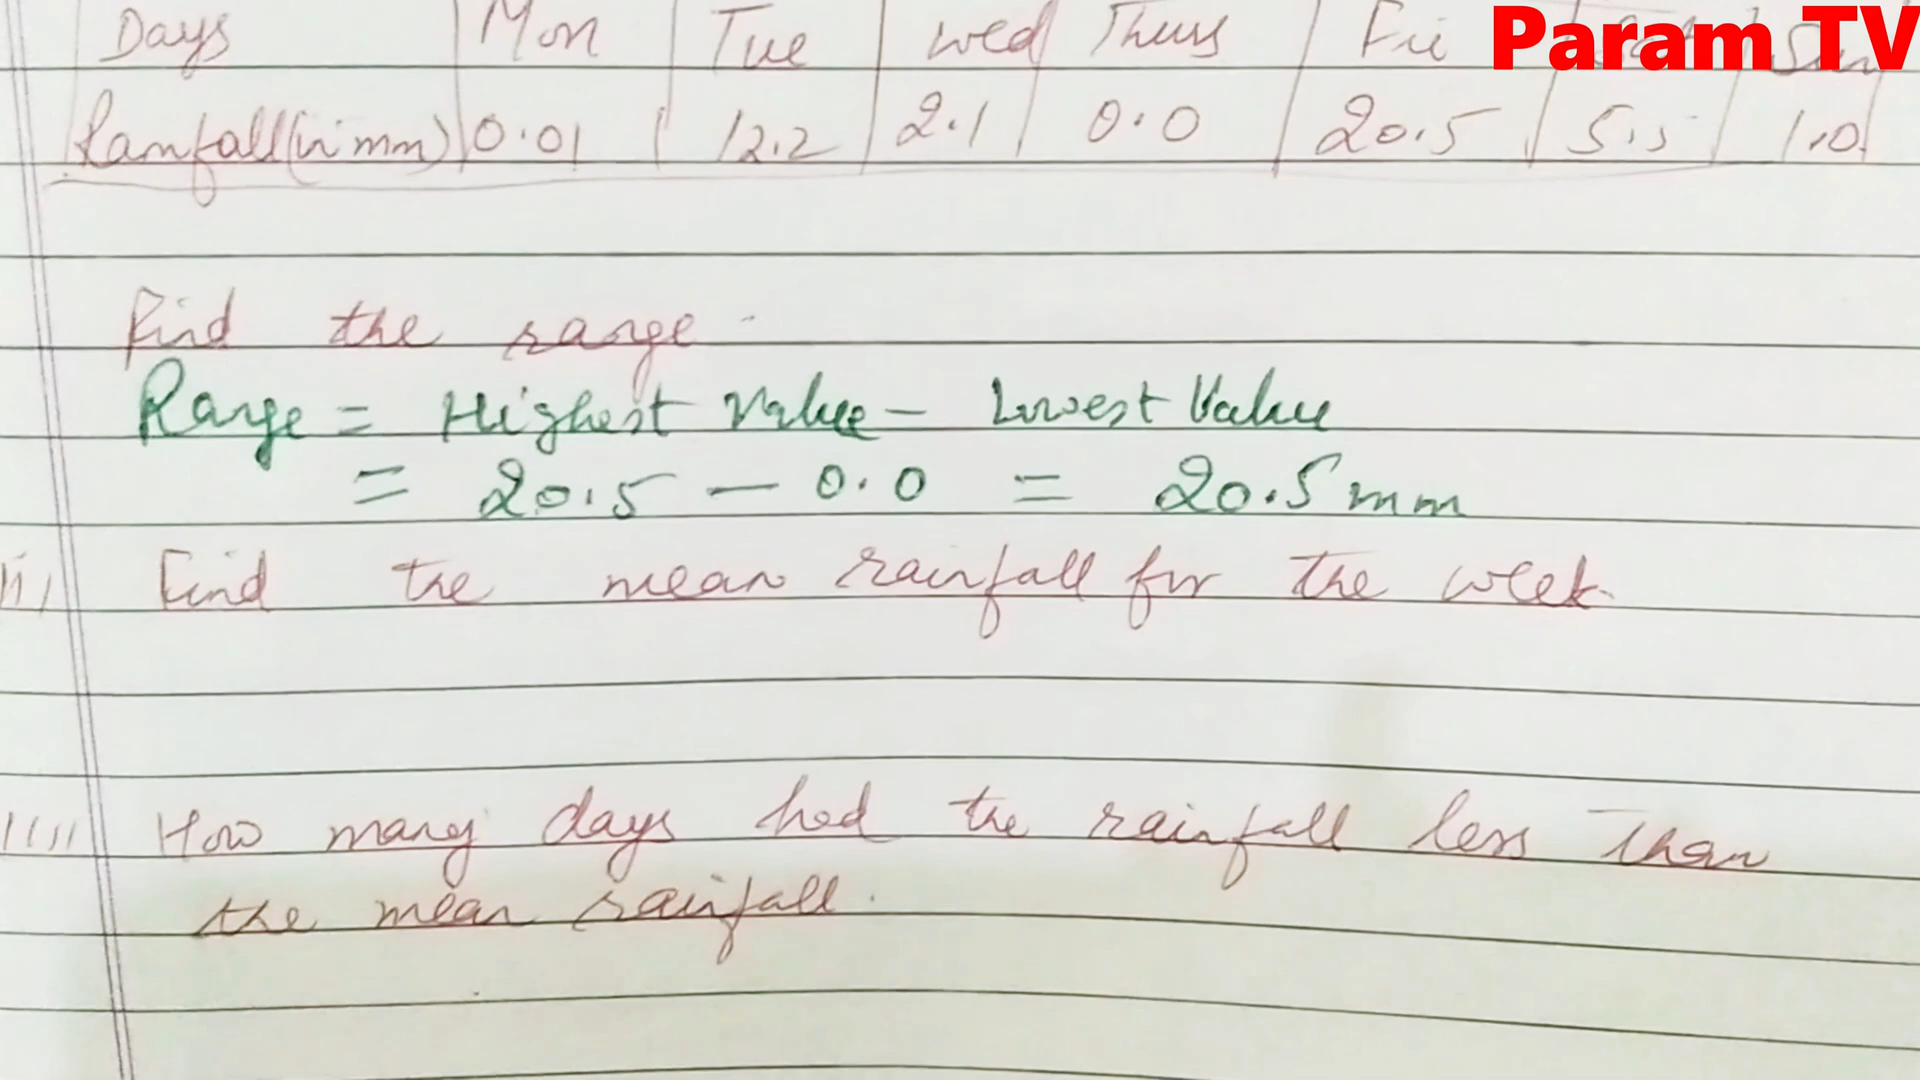 Days Mon Tue Wed Thurs Fri Param TV Sun
Rainfall (in mm) 0.01 12.2 2.1 0.0 20.5 5.5 1.0
Find the range.
Range = Highest Value - Lowest Value
= 20.5 - 0.0 = 20.5 mm
ii) Find the mean rainfall for the week.
iii) How many days had the rainfall less than
the mean rainfall.